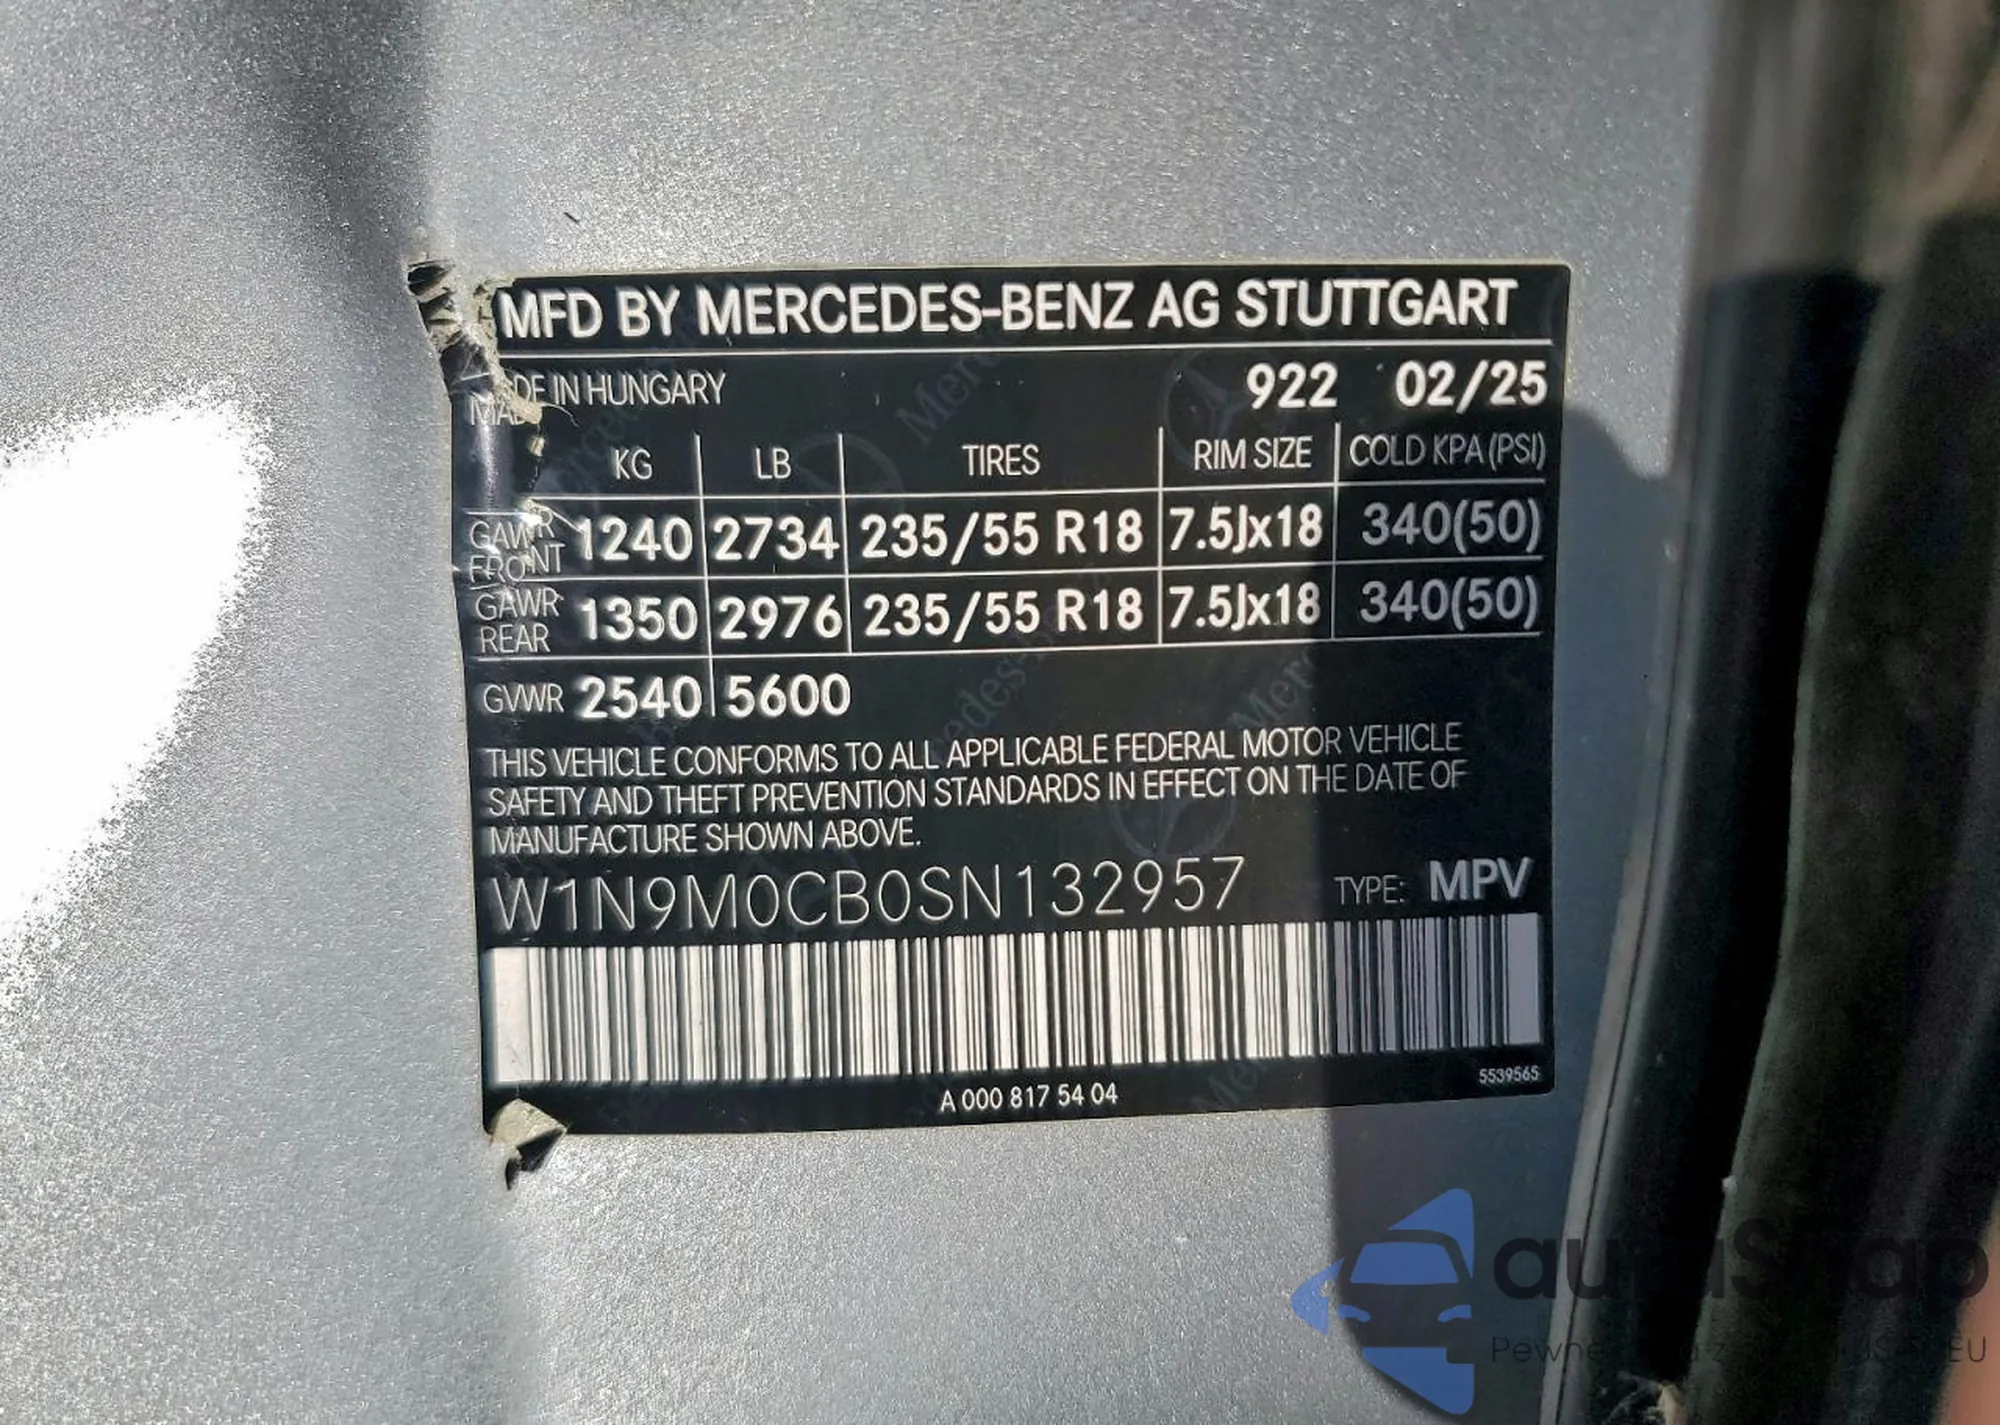 MFD BY MERCEDES-BENZ AG STUTTGART
MADE IN HUNGARY 922 02/25
KG LB TIRES RIM SIZE COLD KPA (PSI)
GAWR FRONT 1240 2734 235/55 R18 7.5Jx18 340(50)
GAWR REAR 1350 2976 235/55 R18 7.5Jx18 340(50)
GVWR 2540 5600
THIS VEHICLE CONFORMS TO ALL APPLICABLE FEDERAL MOTOR VEHICLE
SAFETY AND THEFT PREVENTION STANDARDS IN EFFECT ON THE DATE OF
MANUFACTURE SHOWN ABOVE.
W1N9M0CB0SN132957 TYPE: MPV
5539565
A 000 817 54 04
Pewne EU